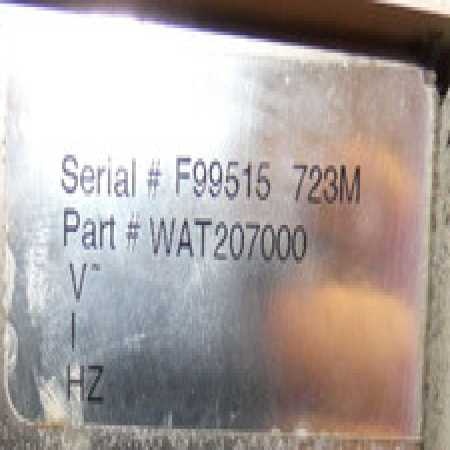 Serial # F99515 723M
Part # WAT207000
V~
I
HZ